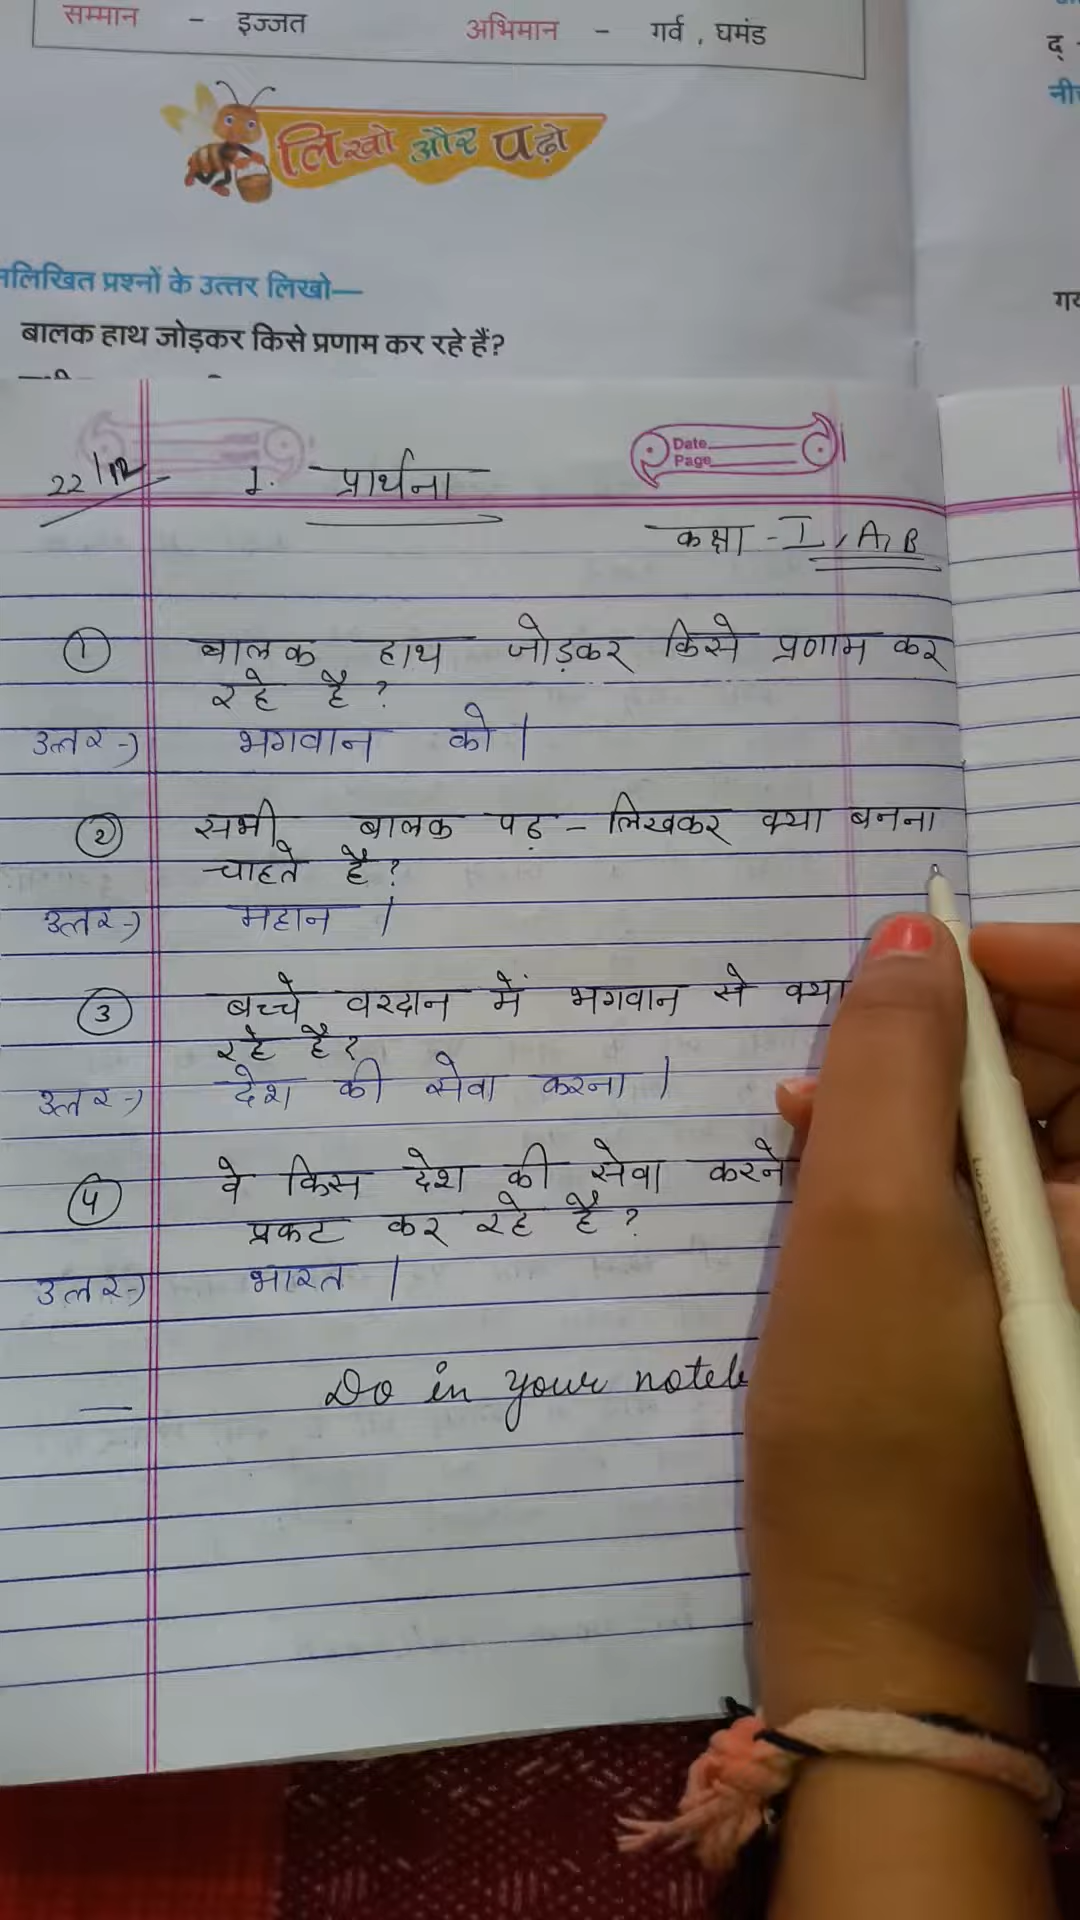 सम्मान - इज्जत अभिमान - गर्व , घमंड
लिखो और पढ़ो
प्रश्नों के उत्तर लिखो—
बालक हाथ जोड़कर किसे प्रणाम कर रहे हैं?
Date
Page
22/12 1. प्रार्थना
कक्षा - I, A, B
① बालक हाथ जोड़कर किसे प्रणाम कर
रहे है ?
उत्तर-) भगवान को |
② सभी बालक पढ़ - लिखकर क्या बनना
चाहते है ?
उत्तर-) महान |
③ बच्चे वरदान में भगवान से क्या
रहे है ?
उत्तर-) देश की सेवा करना |
④ वे किस देश की सेवा करने
प्रकट कर रहे है ?
उत्तर-) भारत |
Do in your